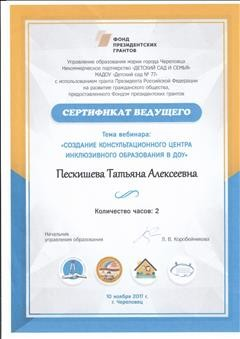 ФОНД
ПРЕЗИДЕНТСКИХ
ГРАНТОВ
Управление образования мэрии города Череповца
Некоммерческое партнерство «ДЕТСКИЙ САД И СЕМЬЯ»
МАДОУ «Детский сад № 77»
с использованием гранта Президента Российской Федерации
на развитие гражданского общества,
предоставленного Фондом президентских грантов
СЕРТИФИКАТ ВЕДУЩЕГО
Тема вебинара:
«СОЗДАНИЕ КОНСУЛЬТАЦИОННОГО ЦЕНТРА
ИНКЛЮЗИВНОГО ОБРАЗОВАНИЯ В ДОУ»
Пескишева Татьяна Алексеевна
Количество часов: 2
Начальник
управления образования
Л. В. Коробейникова
10 ноября 2017 г.
г. Череповец